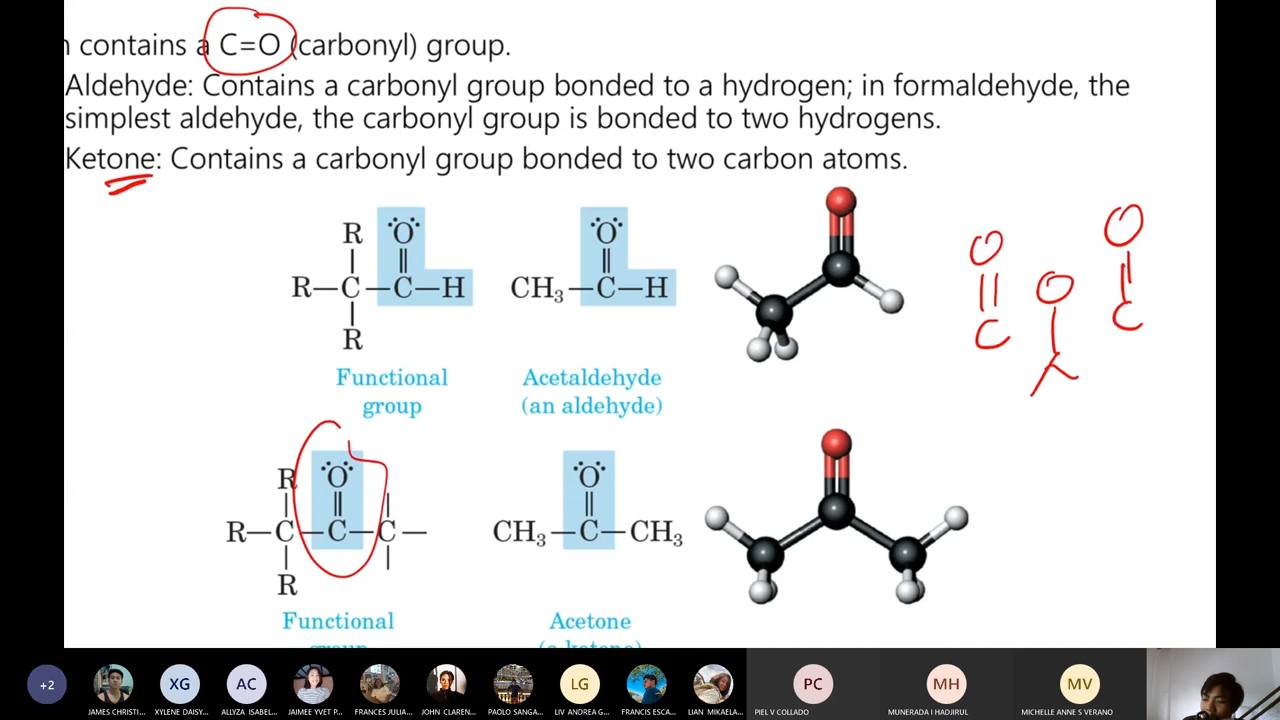 n contains a C=O (carbonyl) group.
Aldehyde: Contains a carbonyl group bonded to a hydrogen; in formaldehyde, the
simplest aldehyde, the carbonyl group is bonded to two hydrogens.
Ketone: Contains a carbonyl group bonded to two carbon atoms.
R O
R—C—C—H
R
O
CH₃—C—H
Functional
group
Acetaldehyde
(an aldehyde)
O
C
O
O
C
R O
R—C—C—C—
R
O
CH₃—C—CH₃
Functional
Acetone
+2
XG
AC
LG
PC
MH
MV
JAMES CHRISTI...
XYLENE DAISY...
ALLYZA ISABEL...
JAIMEE YVET P...
FRANCES JULIA...
JOHN CLAREN...
PAOLO SANGA...
LIV ANDREA G...
FRANCIS ESCA...
LIAN MIKAELA...
PIEL V COLLADO
MUNERADA I HADJIRUL
MICHELLE ANNE S VERANO